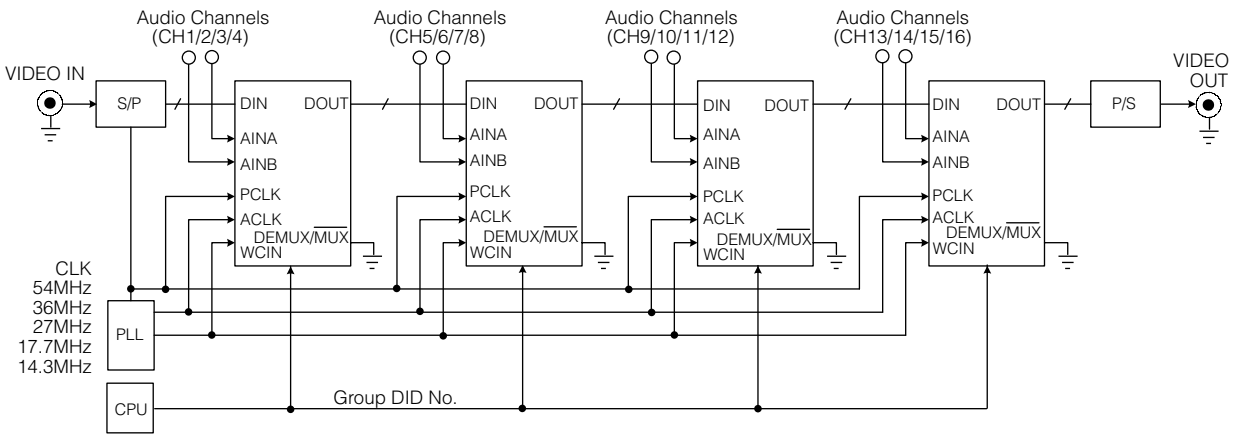 Audio Channels
(CH1/2/3/4)
Audio Channels
(CH5/6/7/8)
Audio Channels
(CH9/10/11/12)
Audio Channels
(CH13/14/15/16)
VIDEO IN
VIDEO
OUT
S/P
DIN DOUT
AINA
AINB
PCLK
ACLK
DEMUX/MUX
WCIN
DIN DOUT
AINA
AINB
PCLK
ACLK
DEMUX/MUX
WCIN
DIN DOUT
AINA
AINB
PCLK
ACLK
DEMUX/MUX
WCIN
DIN DOUT
AINA
AINB
PCLK
ACLK
DEMUX/MUX
WCIN
P/S
CLK
54MHz
36MHz
27MHz
17.7MHz
14.3MHz
PLL
CPU
Group DID No.